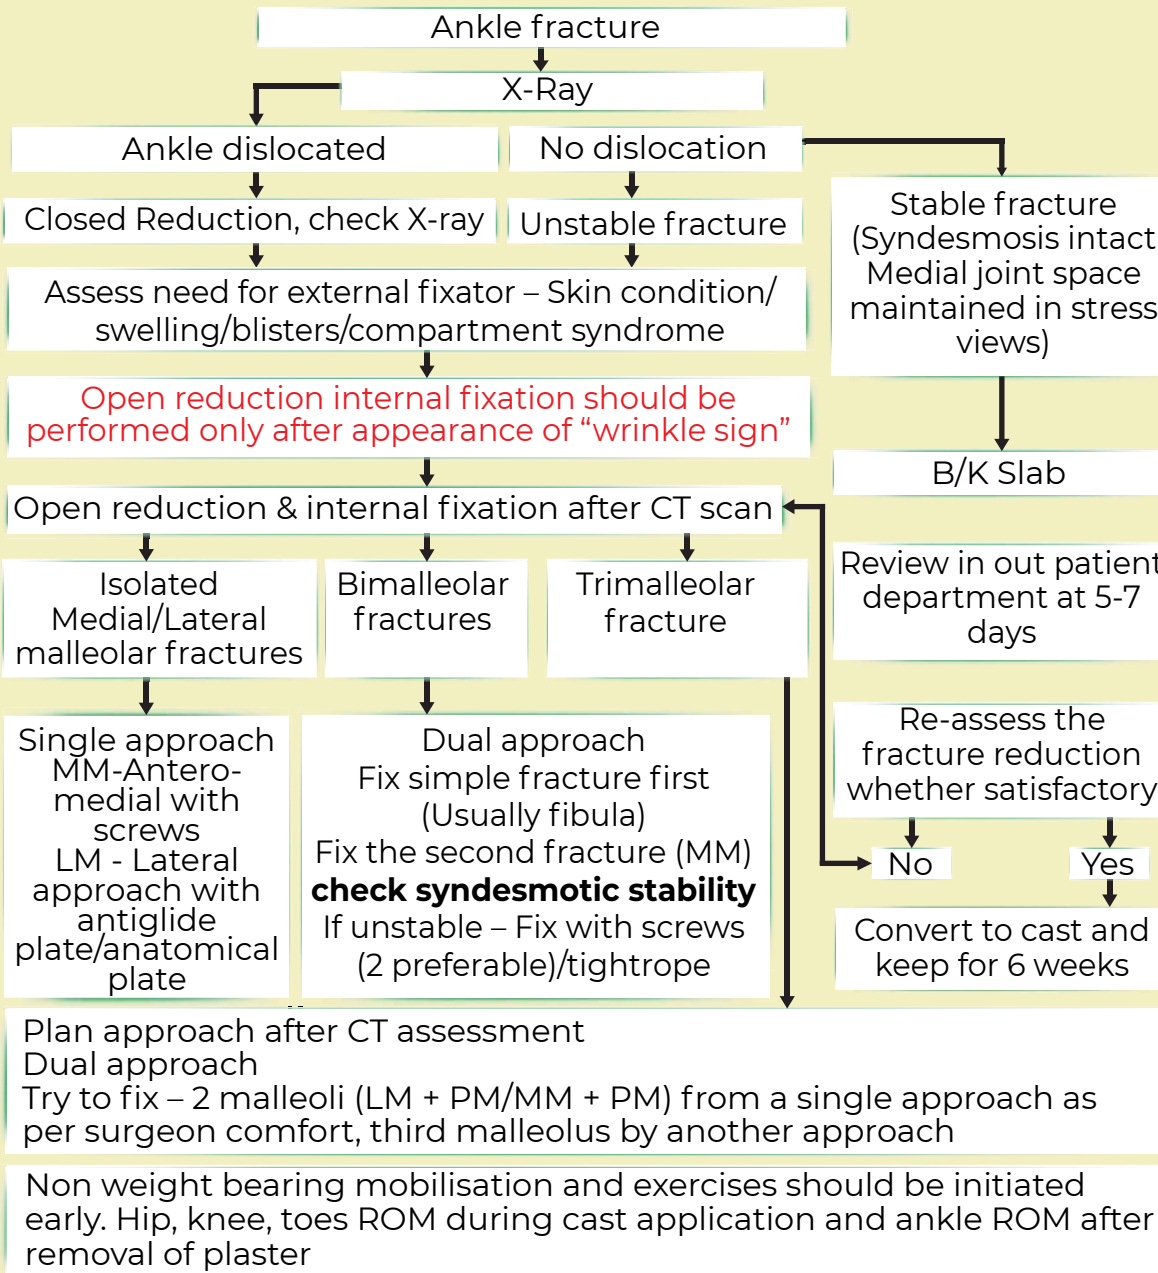 Ankle fracture
X-Ray
Ankle dislocated
No dislocation
Closed Reduction, check X-ray
Unstable fracture
Stable fracture
(Syndesmosis intact
Medial joint space
maintained in stress
views)
Assess need for external fixator – Skin condition/
swelling/blisters/compartment syndrome
Open reduction internal fixation should be
performed only after appearance of “wrinkle sign”
B/K Slab
Open reduction & internal fixation after CT scan
Review in out patient
department at 5-7
days
Isolated
Medial/Lateral
malleolar fractures
Bimalleolar
fractures
Trimalleolar
fracture
Re-assess the
fracture reduction
whether satisfactory
No
Yes
Convert to cast and
keep for 6 weeks
Single approach
MM-Antero-
medial with
screws
LM - Lateral
approach with
antiglide
plate/anatomical
plate
Dual approach
Fix simple fracture first
(Usually fibula)
Fix the second fracture (MM)
check syndesmotic stability
If unstable – Fix with screws
(2 preferable)/tightrope
Plan approach after CT assessment
Dual approach
Try to fix – 2 malleoli (LM + PM/MM + PM) from a single approach as
per surgeon comfort, third malleolus by another approach
Non weight bearing mobilisation and exercises should be initiated
early. Hip, knee, toes ROM during cast application and ankle ROM after
removal of plaster